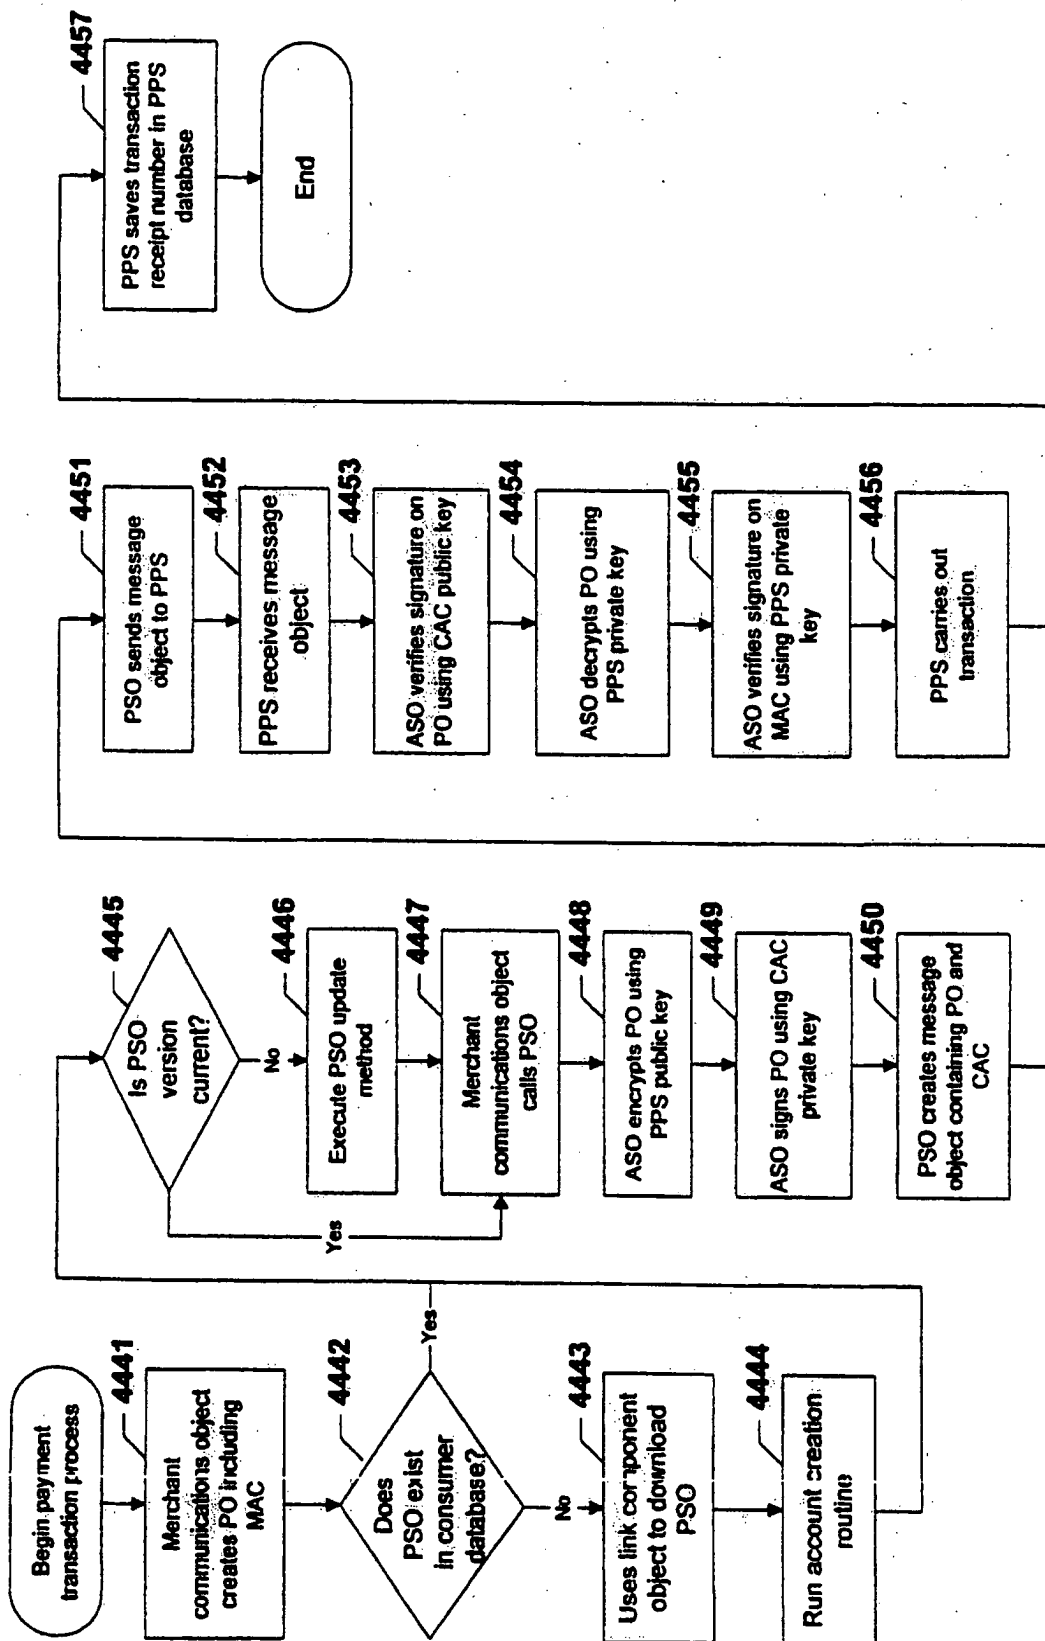 Begin payment
transaction process
4441
Merchant
communications object
creates PO including
MAC
4442
Does
PSO exist
in consumer
database?
Yes
No
4443
Uses link component
object to download
PSO
4444
Run account creation
routine
4445
Is PSO
version
current?
No
Yes
4446
Execute PSO update
method
4447
Merchant
communications object
calls PSO
4448
ASO encrypts PO using
PPS public key
4449
ASO signs PO using CAC
private key
4450
PSO creates message
object containing PO and
CAC
4451
PSO sends message
object to PPS
4452
PPS receives message
object
4453
ASO verifies signature on
PO using CAC public key
4454
ASO decrypts PO using
PPS private key
4455
ASO verifies signature on
MAC using PPS private
key
4456
PPS carries out
transaction
4457
PPS saves transaction
receipt number in PPS
database
End